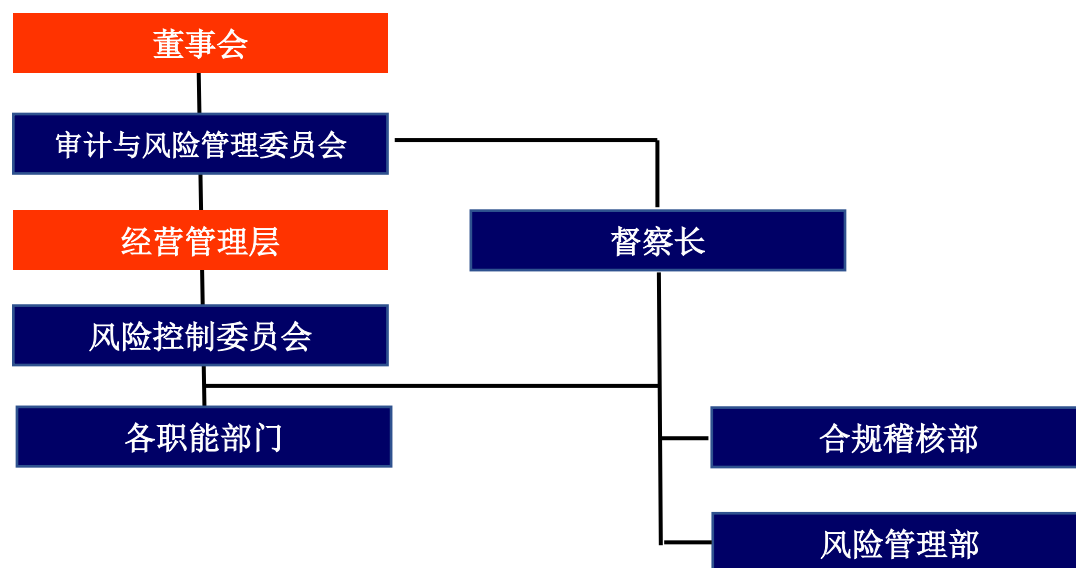 董事会
审计与风险管理委员会
经营管理层
督察长
风险控制委员会
各职能部门
合规稽核部
风险管理部